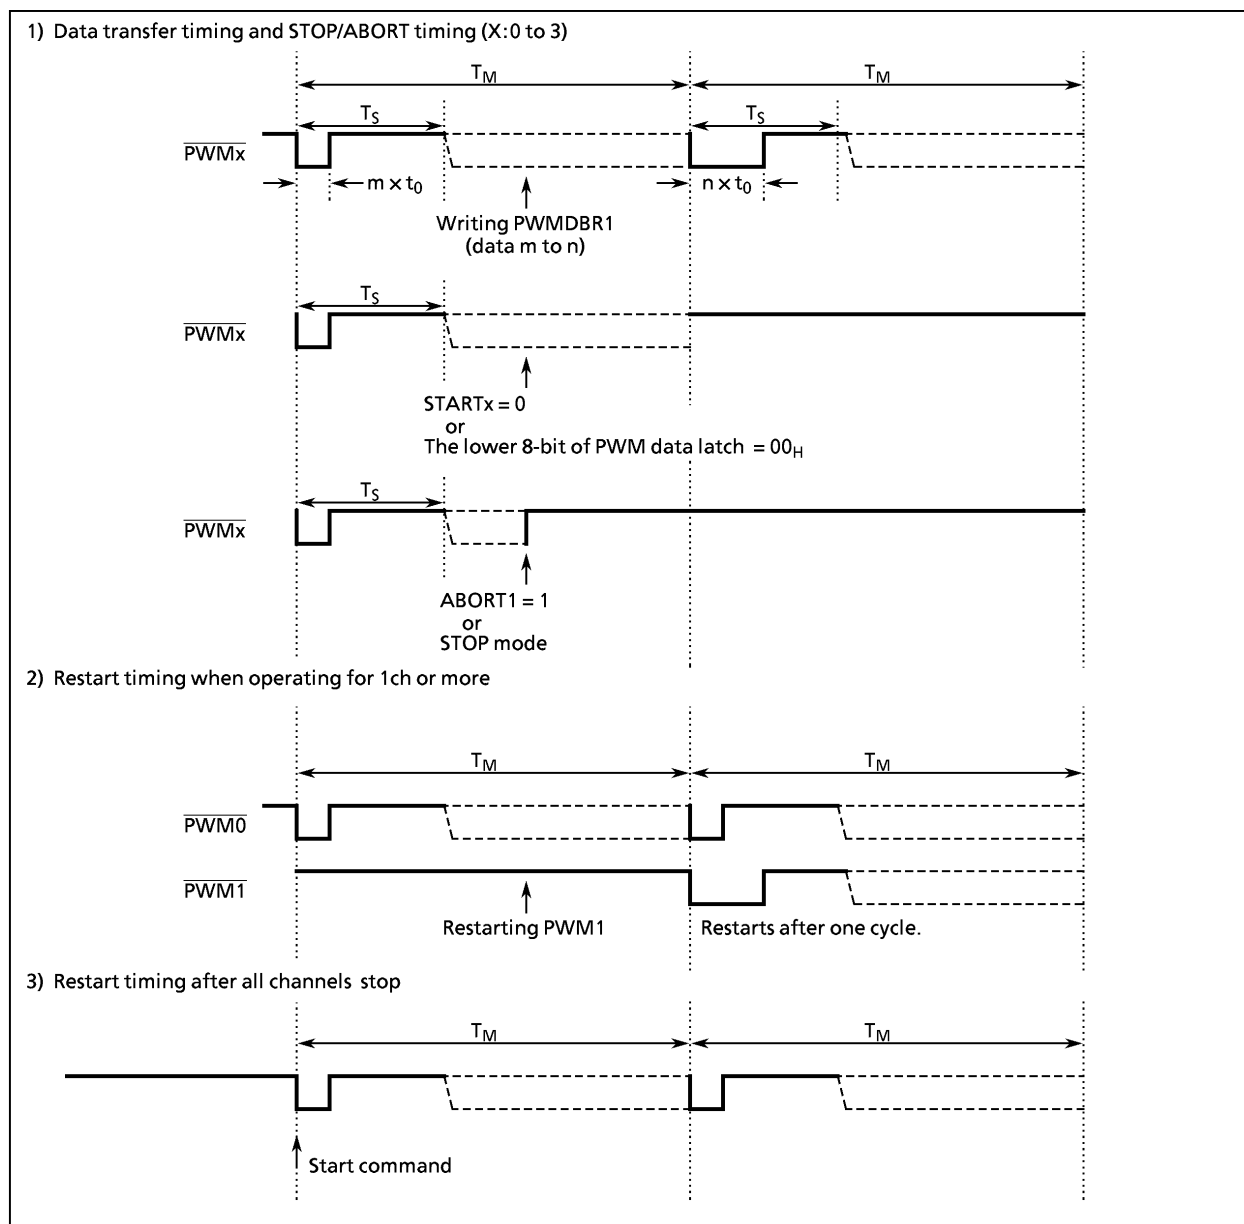 1) Data transfer timing and STOP/ABORT timing (X:0 to 3)
TM TM
TS TS
PWMx
m × t0 n × t0
Writing PWMDBR1
(data m to n)
TS
PWMx
STARTx = 0
or
The lower 8-bit of PWM data latch = 00H
TS
PWMx
ABORT1 = 1
or
STOP mode
2) Restart timing when operating for 1ch or more
TM TM
PWM0
PWM1
Restarting PWM1 Restarts after one cycle.
3) Restart timing after all channels stop
TM TM
Start command